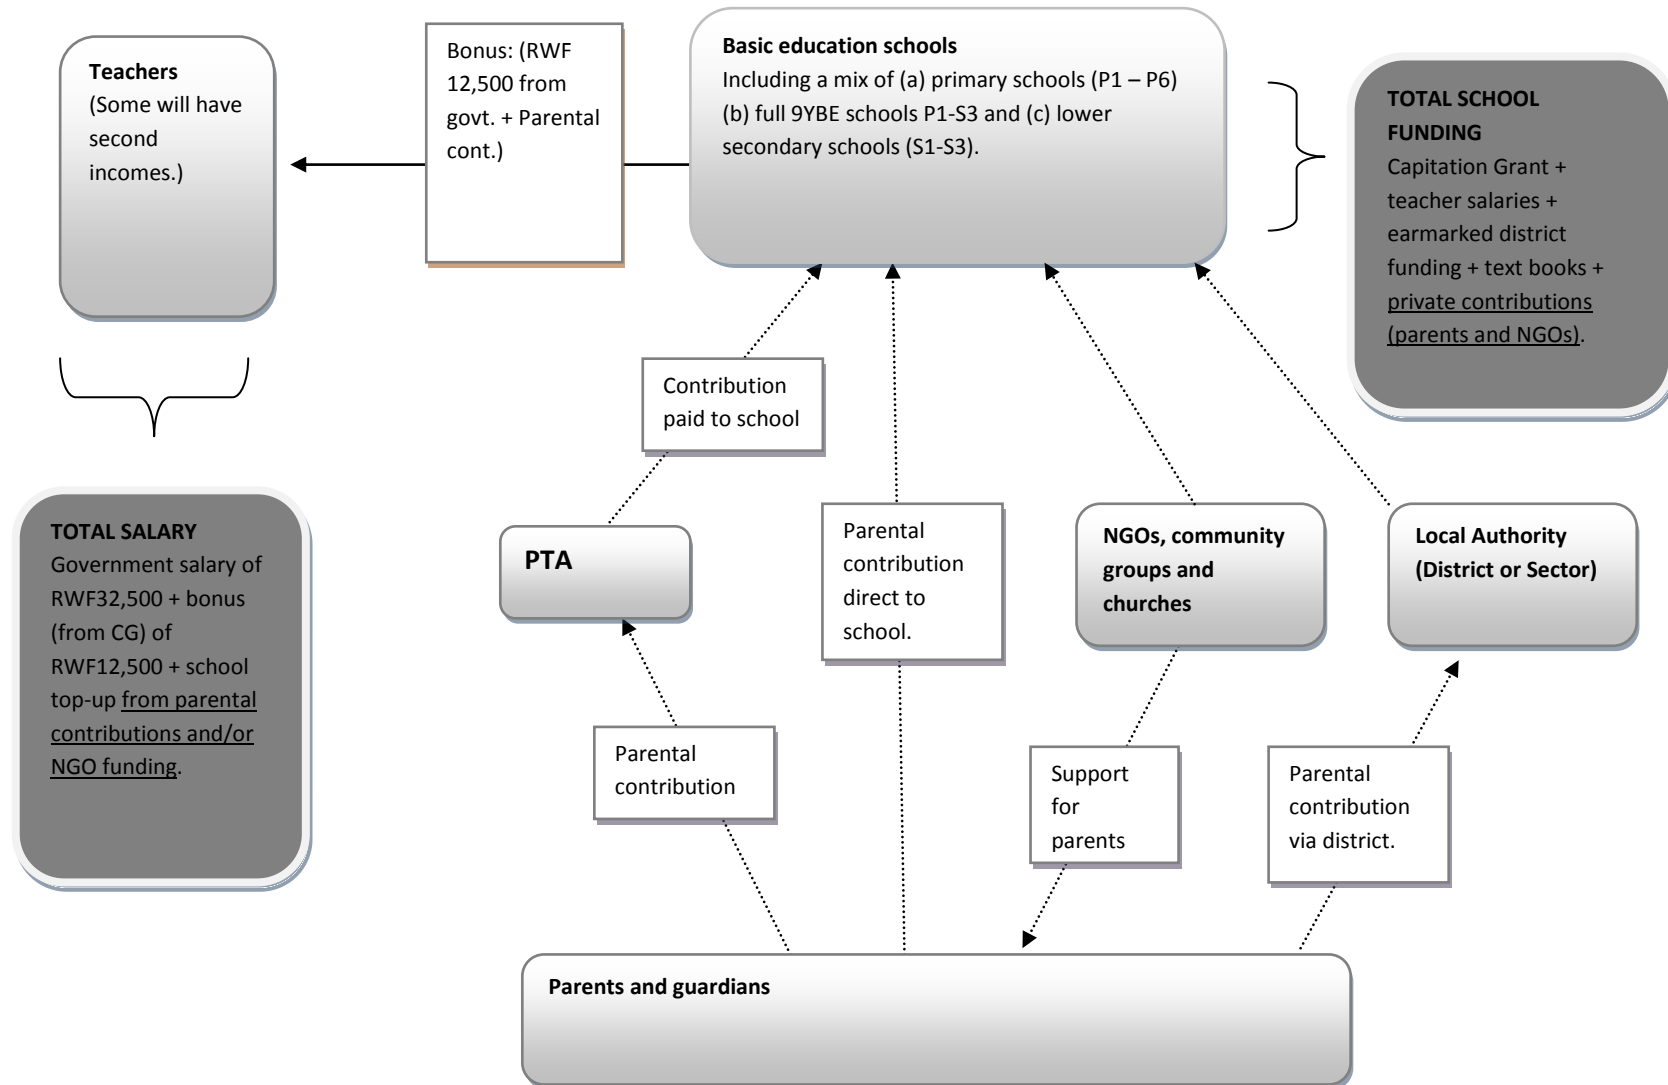 Teachers
(Some will have
second
incomes.)
Bonus: (RWF
12,500 from
govt. + Parental
cont.)
Basic education schools
Including a mix of (a) primary schools (P1 – P6)
(b) full 9YBE schools P1-S3 and (c) lower
secondary schools (S1-S3).
TOTAL SCHOOL
FUNDING
Capitation Grant +
teacher salaries +
earmarked district
funding + text books +
private contributions
(parents and NGOs).
Contribution
paid to school
TOTAL SALARY
Government salary of
RWF32,500 + bonus
(from CG) of
RWF12,500 + school
top-up from parental
contributions and/or
NGO funding.
PTA
Parental
contribution
direct to
school.
NGOs, community
groups and
churches
Local Authority
(District or Sector)
Parental
contribution
Support
for
parents
Parental
contribution
via district.
Parents and guardians